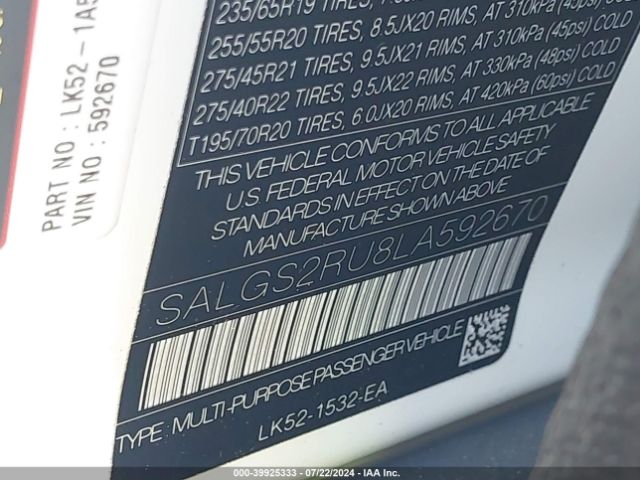 PART NO : LK52 - 1A5
VIN NO : 592670
235/65R19 TIRES,
255/55R20 TIRES, 8.5JX20 RIMS, AT 310kPa (45psi) COLD
275/45R21 TIRES, 9.5JX21 RIMS, AT 310kPa (45psi) COLD
275/40R22 TIRES, 9.5JX22 RIMS, AT 330kPa (48psi) COLD
T195/70R20 TIRES, 6.0JX20 RIMS, AT 420kPa (60psi) COLD
THIS VEHICLE CONFORMS TO ALL APPLICABLE
U.S. FEDERAL MOTOR VEHICLE SAFETY
STANDARDS IN EFFECT ON THE DATE OF
MANUFACTURE SHOWN ABOVE
SALGS2RU8LA592670
TYPE: MULTI-PURPOSE PASSENGER VEHICLE
LK52-1532-EA
000-39925333 - 07/22/2024 - IAA Inc.